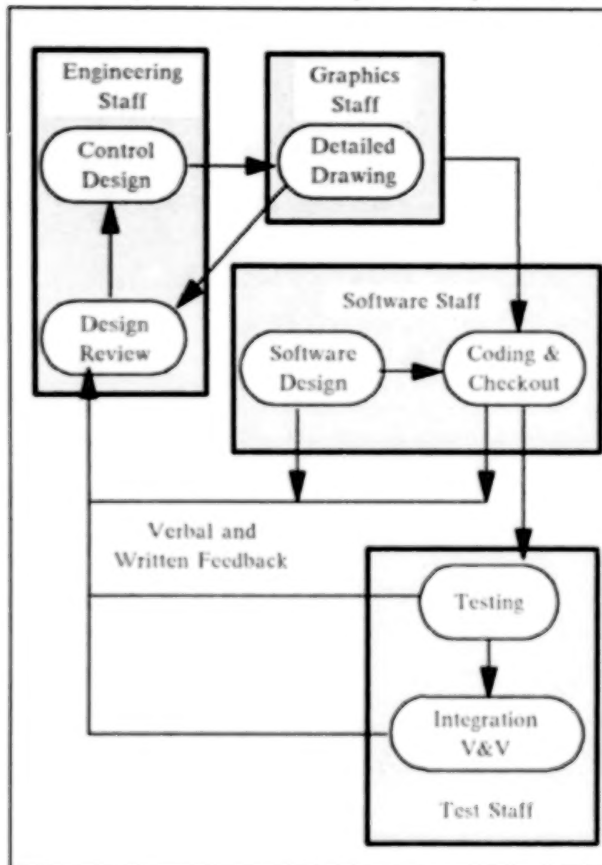 Engineering
Staff
Control
Design
Design
Review
Graphics
Staff
Detailed
Drawing
Software Staff
Software
Design
Coding &
Checkout
Verbal and
Written Feedback
Testing
Integration
V&V
Test Staff